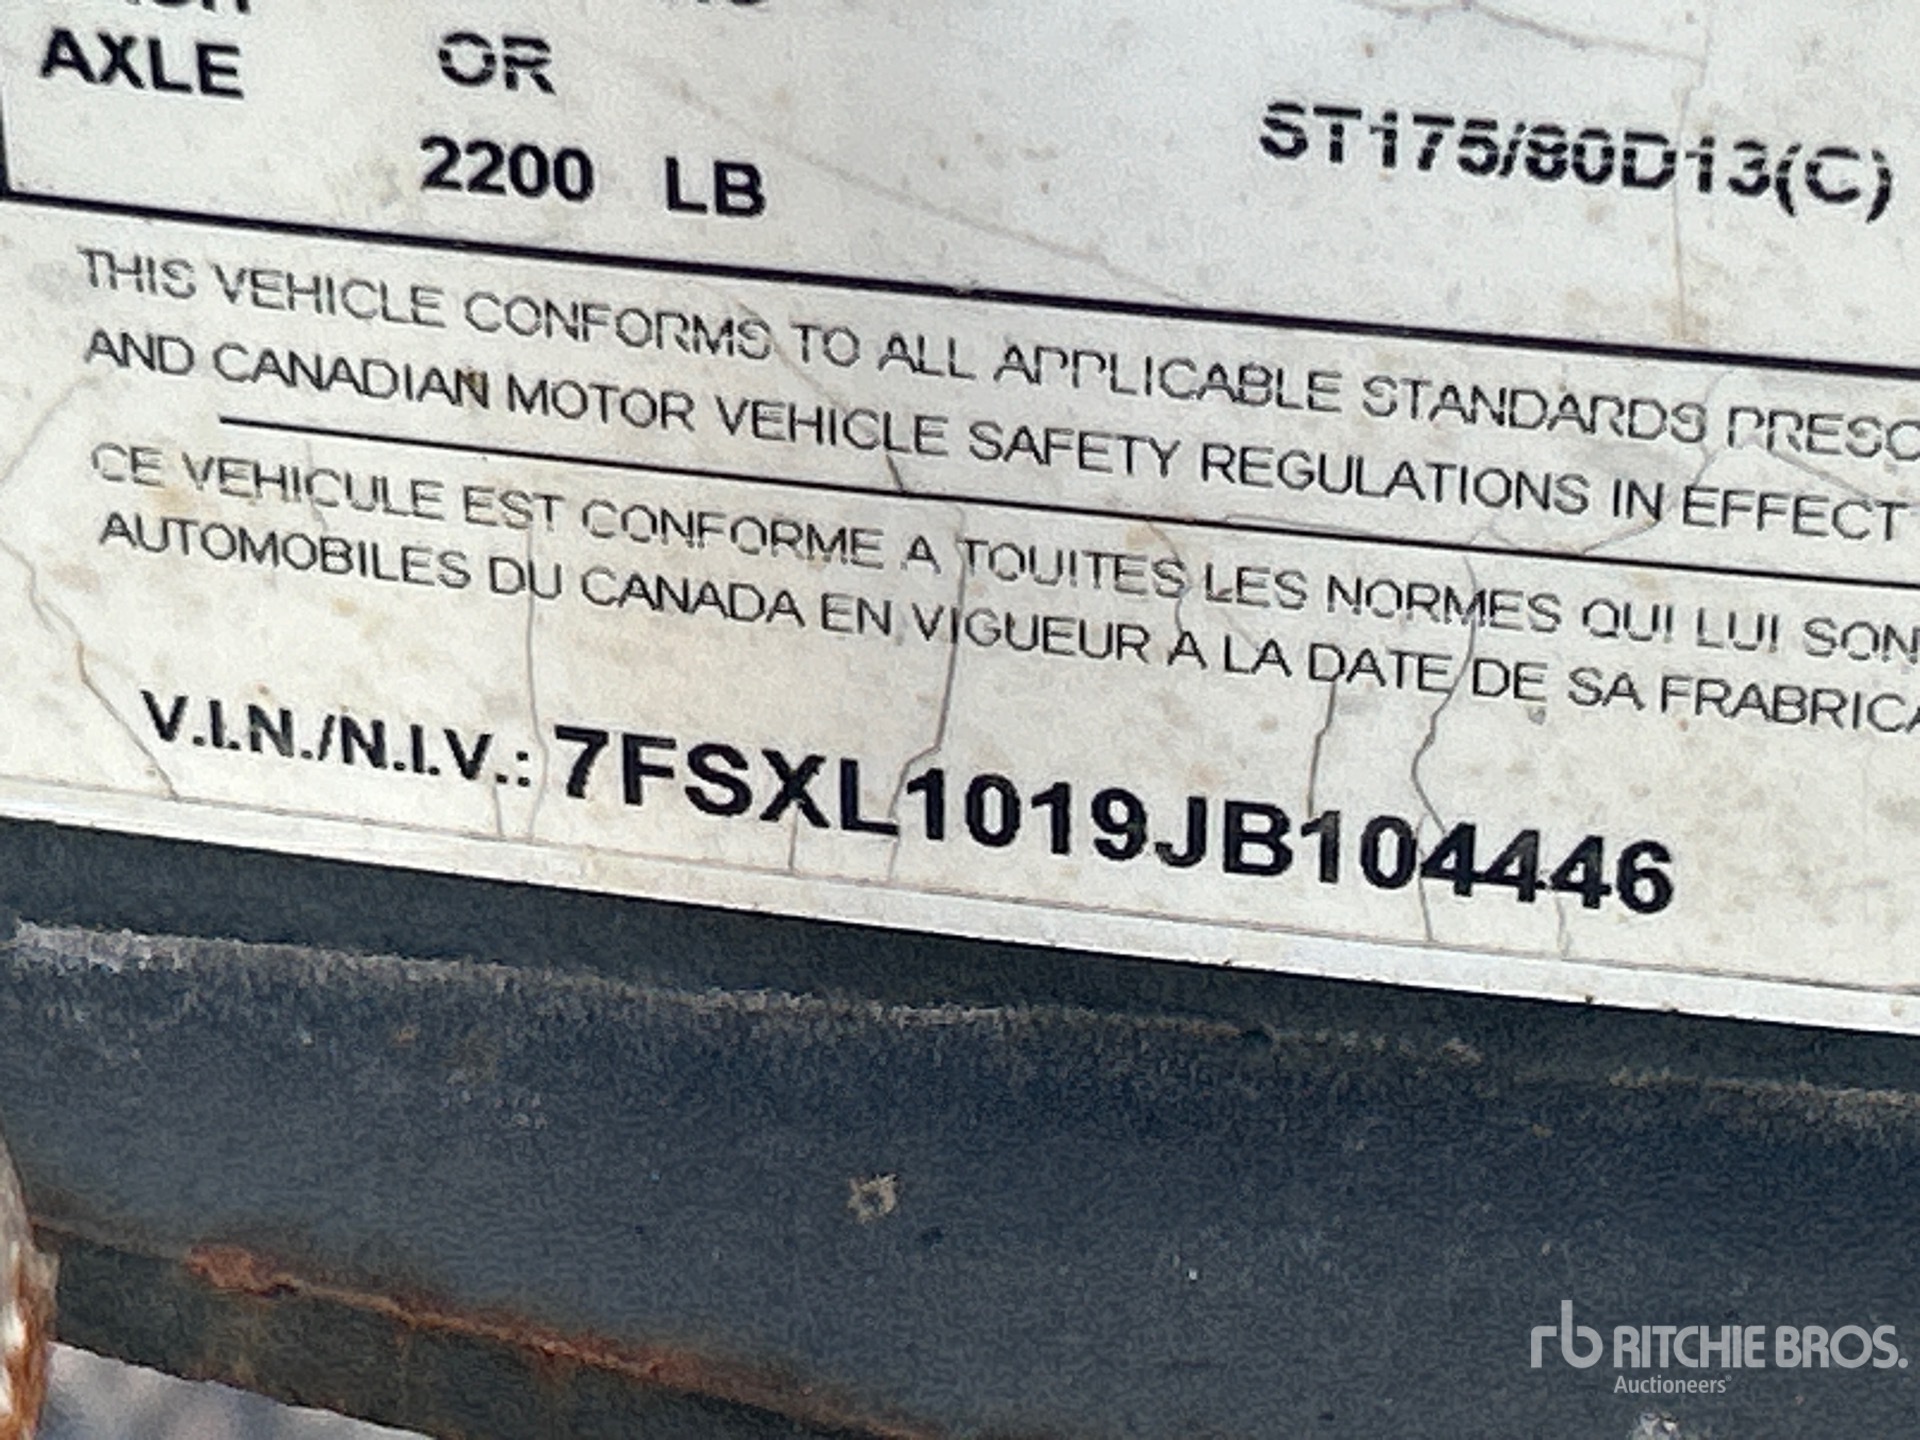 AXLE OR
2200 LB ST175/80D13(C)
THIS VEHICLE CONFORMS TO ALL APPLICABLE STANDARDS PRESC
AND CANADIAN MOTOR VEHICLE SAFETY REGULATIONS IN EFFECT
CE VEHICULE EST CONFORME A TOUITES LES NORMES QUI LUI SON
AUTOMOBILES DU CANADA EN VIGUEUR A LA DATE DE SA FRABRICA
V.I.N./N.I.V.: 7FSXL1019JB104446
rb RITCHIE BROS.
Auctioneers